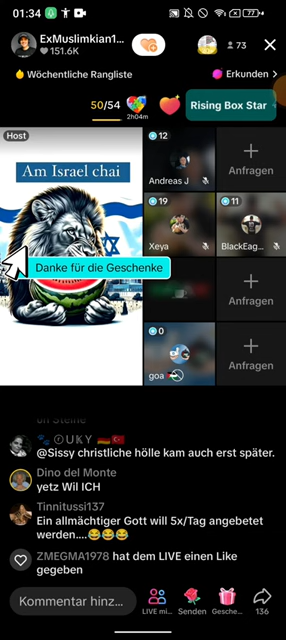 01:34
77
ExMuslimkian1...
151.6K
73
Wöchentliche Rangliste
Erkunden >
50/54
2h04m
Rising Box Star
Host
Am Israel chai
Danke für die Geschenke
12
Andreas J
Anfragen
19
Xeya
11
BlackEag...
Anfragen
0
goa
Anfragen
un Steine
@Sissy christliche hölle kam auch erst später.
Dino del Monte
yetz Wil ICH
Tinnitussi137
Ein allmächtiger Gott will 5x/Tag angebetet
werden....😂😂😂
ZMEGMA1978 hat dem LIVE einen Like
gegeben
Kommentar hinz...
LIVE mi...
Senden
Gesche...
136